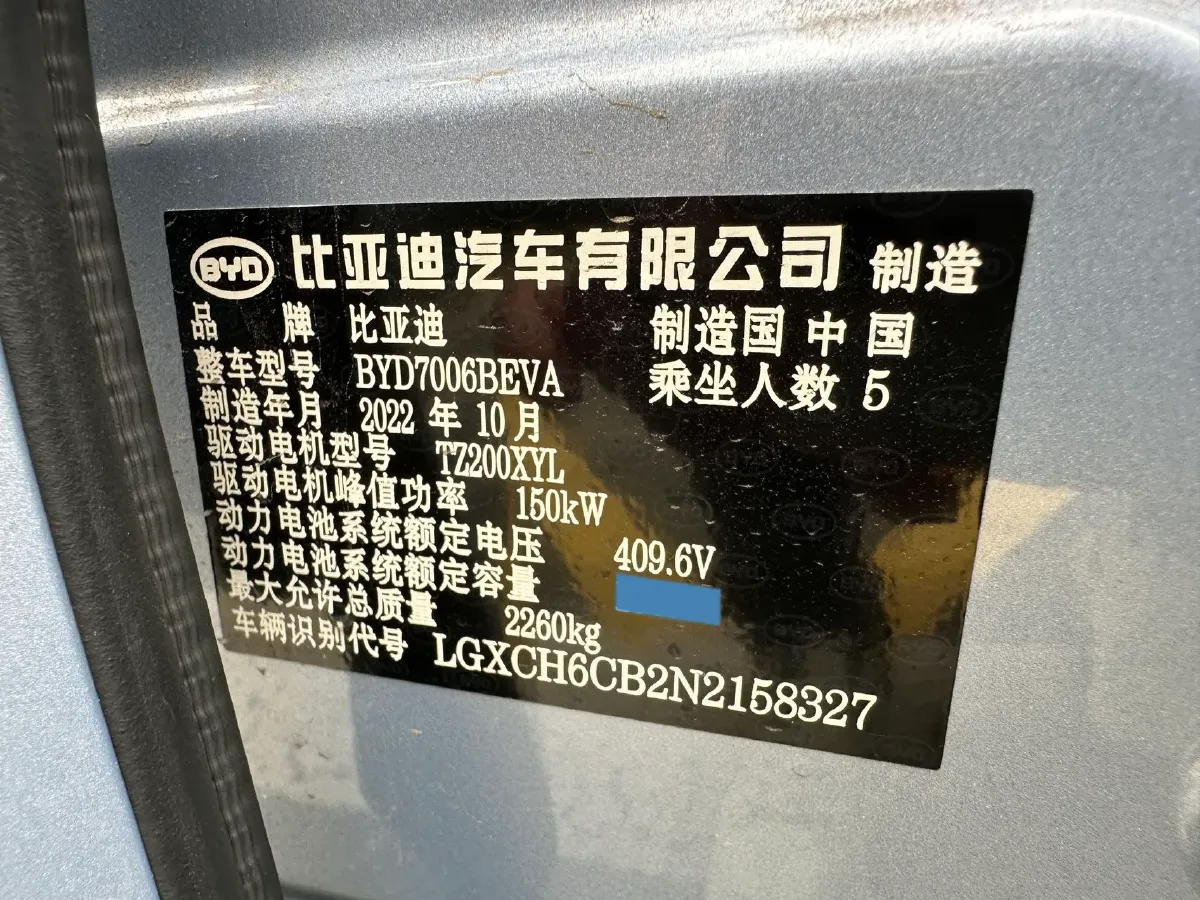 BYD 比亚迪汽车有限公司 制造
品 牌 比亚迪 制造国 中国
整车型号 BYD7006BEVA 乘坐人数 5
制造年月 2022 年 10 月
驱动电机型号 TZ200XYL
驱动电机峰值功率 150kW
动力电池系统额定电压 409.6V
动力电池系统额定容量
最大允许总质量 2260kg
车辆识别代号 LGXCH6CB2N2158327